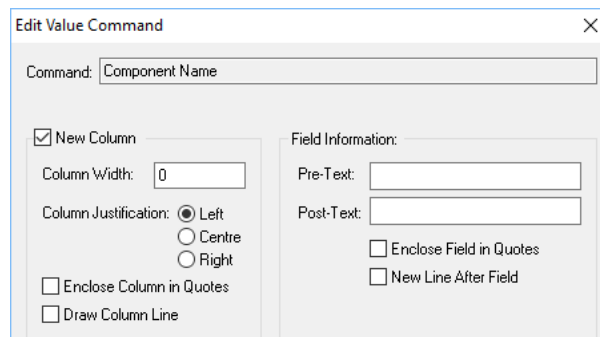 Edit Value Command
Command: Component Name
New Column
Column Width: 0
Column Justification: Left
Centre
Right
Enclose Column in Quotes
Draw Column Line
Field Information:
Pre-Text:
Post-Text:
Enclose Field in Quotes
New Line After Field